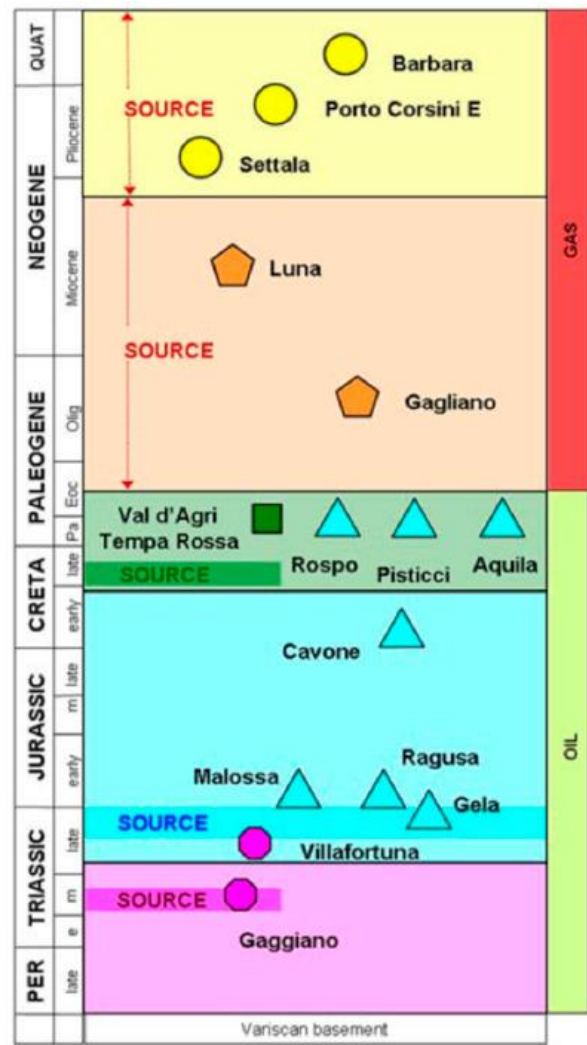 QUAT
NEOGENE
PALEOGENE
CRETA
JURASSIC
TRIASSIC
PER
Pliocene
Miocene
Olig
Eoc
Pa
late
early
late
m
early
late
m
e
late
Barbara
SOURCE
Porto Corsini E
Settala
Luna
SOURCE
Gagliano
Val d'Agri
Tempa Rossa
SOURCE
Rospo
Pisticci
Aquila
Cavone
Ragusa
Malossa
Gela
SOURCE
Villafortuna
SOURCE
Gaggiano
Variscan basement
GAS
OIL